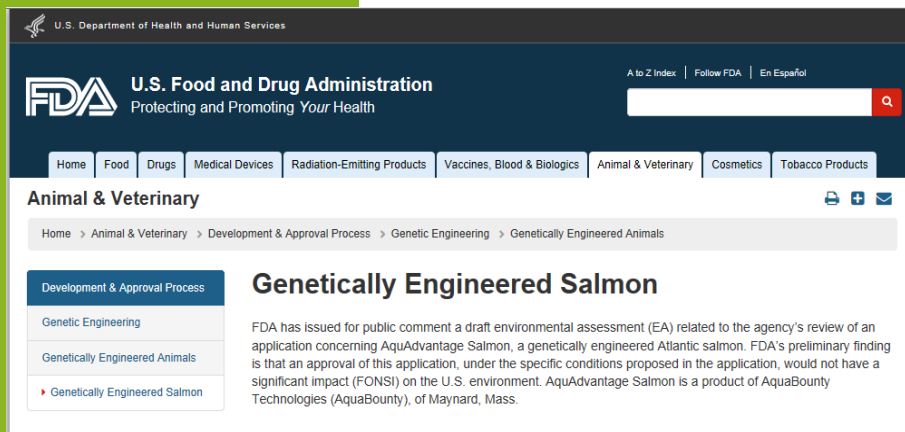 U.S. Department of Health and Human Services
A to Z Index | Follow FDA | En Español
FDA
U.S. Food and Drug Administration
Protecting and Promoting Your Health
Home Food Drugs Medical Devices Radiation-Emitting Products Vaccines, Blood & Biologics Animal & Veterinary Cosmetics Tobacco Products
Animal & Veterinary
Home > Animal & Veterinary > Development & Approval Process > Genetic Engineering > Genetically Engineered Animals
Development & Approval Process
Genetic Engineering
Genetically Engineered Animals
Genetically Engineered Salmon
Genetically Engineered Salmon
FDA has issued for public comment a draft environmental assessment (EA) related to the agency's review of an
application concerning AquAdvantage Salmon, a genetically engineered Atlantic salmon. FDA's preliminary finding
is that an approval of this application, under the specific conditions proposed in the application, would not have a
significant impact (FONSI) on the U.S. environment. AquAdvantage Salmon is a product of AquaBounty
Technologies (AquaBounty), of Maynard, Mass.